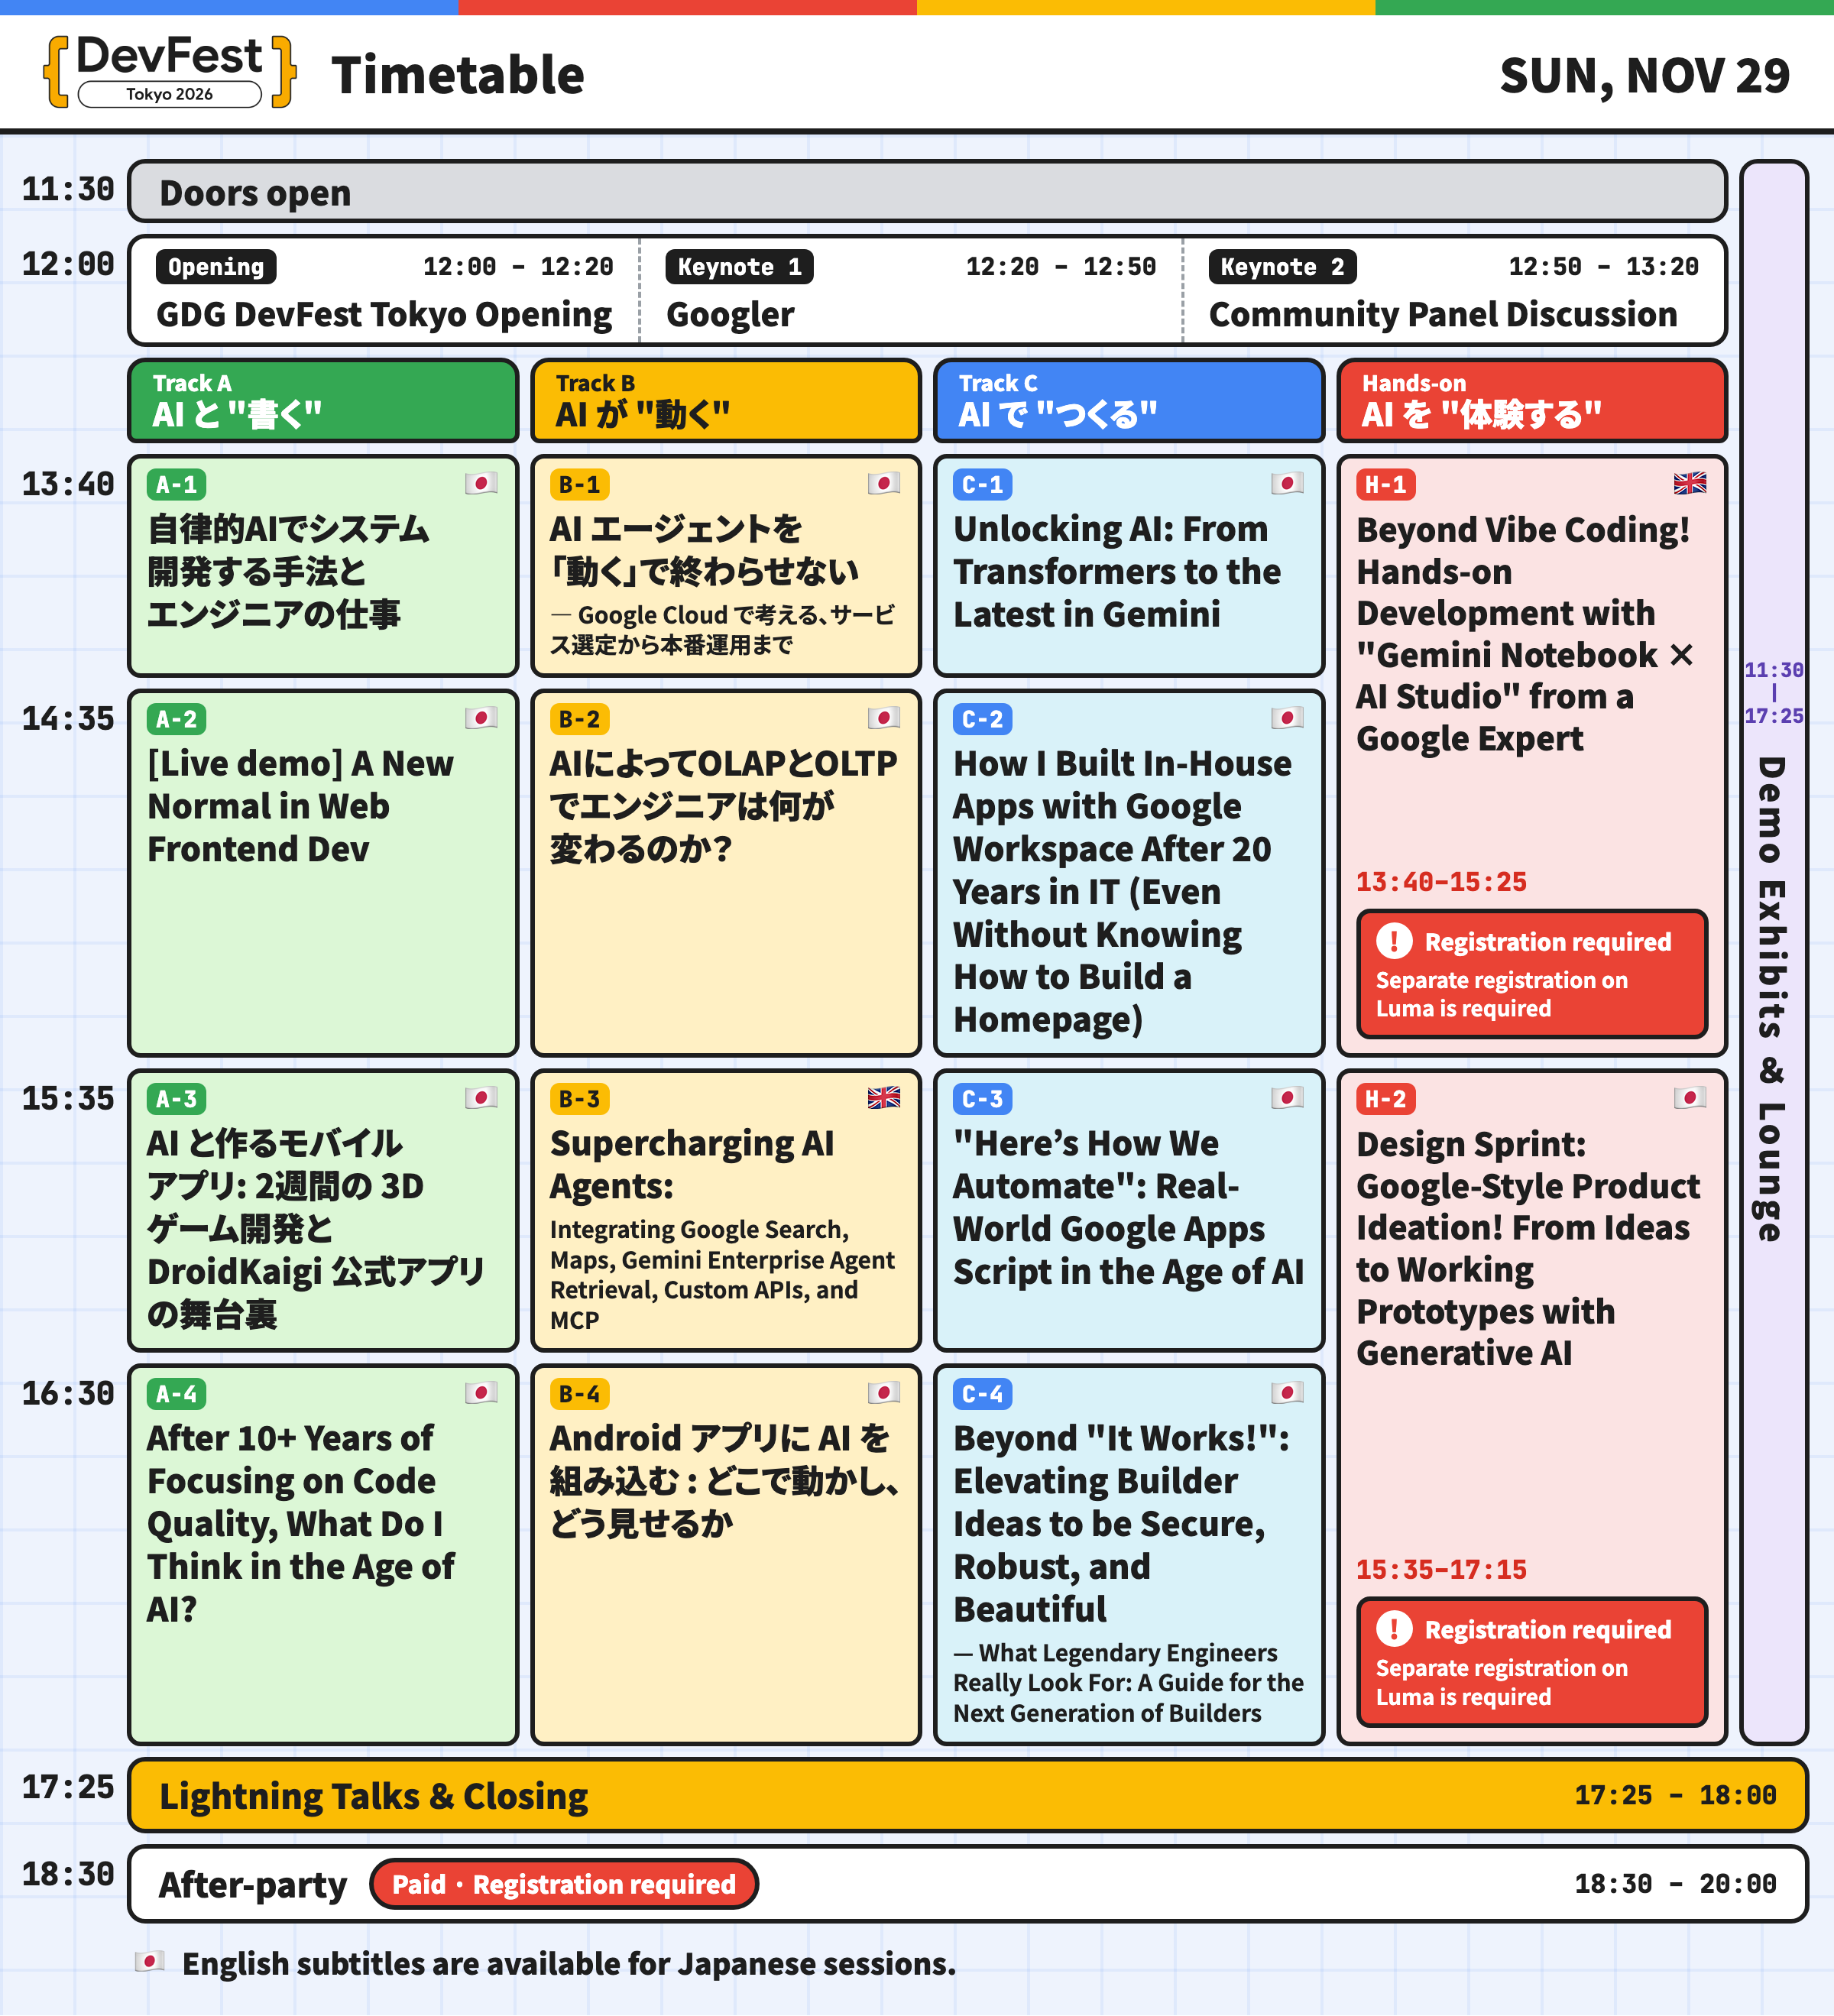 DevFest
Tokyo 2026
Timetable
SUN, NOV 29
11:30
Doors open
12:00
Opening
12:00 - 12:20
GDG DevFest Tokyo Opening
Keynote 1
12:20 - 12:50
Googler
Keynote 2
12:50 - 13:20
Community Panel Discussion
Track A
AI と "書く"
Track B
AI が "動く"
Track C
AI で "つくる"
Hands-on
AI を "体験する"
13:40
A-1
自律的AIでシステム
開発する手法と
エンジニアの仕事
B-1
AI エージェントを
「動く」で終わらせない
― Google Cloud で考える、サービ
ス選定から本番運用まで
C-1
Unlocking AI: From
Transformers to the
Latest in Gemini
H-1
Beyond Vibe Coding!
Hands-on
Development with
"Gemini Notebook ×
AI Studio" from a
Google Expert
13:40-15:25
! Registration required
Separate registration on
Luma is required
14:35
A-2
[Live demo] A New
Normal in Web
Frontend Dev
B-2
AIによってOLAPとOLTP
でエンジニアは何が
変わるのか?
C-2
How I Built In-House
Apps with Google
Workspace After 20
Years in IT (Even
Without Knowing
How to Build a
Homepage)
15:35
A-3
AI と作るモバイル
アプリ: 2週間の 3D
ゲーム開発と
DroidKaigi 公式アプリ
の舞台裏
B-3
Supercharging AI
Agents:
Integrating Google Search,
Maps, Gemini Enterprise Agent
Retrieval, Custom APIs, and
MCP
C-3
"Here’s How We
Automate": Real-
World Google Apps
Script in the Age of AI
H-2
Design Sprint:
Google-Style Product
Ideation! From Ideas
to Working
Prototypes with
Generative AI
15:35-17:15
! Registration required
Separate registration on
Luma is required
16:30
A-4
After 10+ Years of
Focusing on Code
Quality, What Do I
Think in the Age of
AI?
B-4
Android アプリに AI を
組み込む : どこで動かし、
どう見せるか
C-4
Beyond "It Works!":
Elevating Builder
Ideas to be Secure,
Robust, and
Beautiful
— What Legendary Engineers
Really Look For: A Guide for the
Next Generation of Builders
11:30
|
17:25
Demo Exhibits & Lounge
17:25
Lightning Talks & Closing
17:25 - 18:00
18:30
After-party
Paid · Registration required
18:30 - 20:00
English subtitles are available for Japanese sessions.